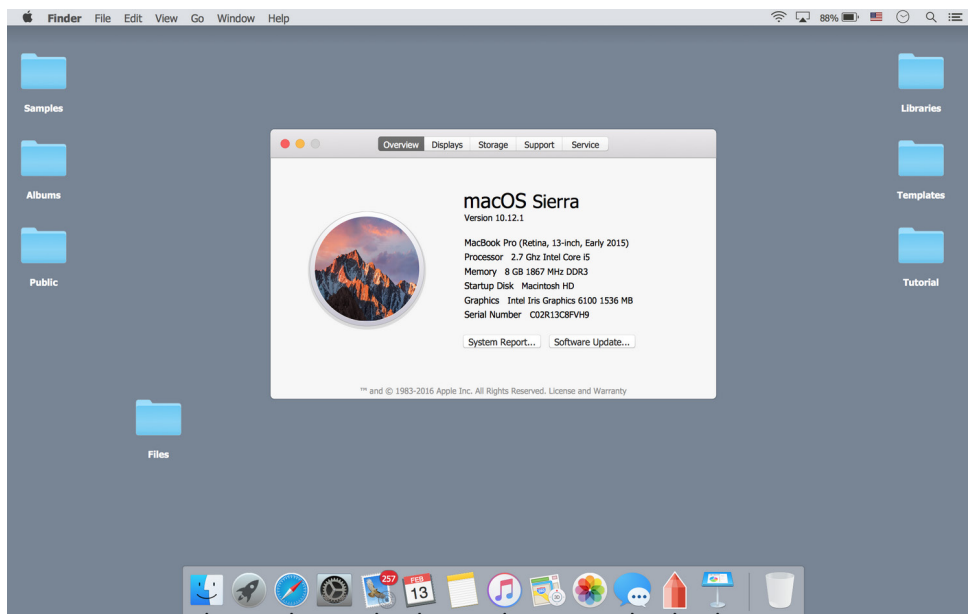 Finder File Edit View Go Window Help 88%
Samples
Libraries
Overview Displays Storage Support Service
Albums
Templates
macOS Sierra
Version 10.12.1
MacBook Pro (Retina, 13-inch, Early 2015)
Processor 2.7 Ghz Intel Core i5
Memory 8 GB 1867 MHz DDR3
Startup Disk Macintosh HD
Graphics Intel Iris Graphics 6100 1536 MB
Serial Number C02R13C8FVH9
Public
Tutorial
System Report... Software Update...
™ and © 1983-2016 Apple Inc. All Rights Reserved. License and Warranty
Files
257
FEB
13